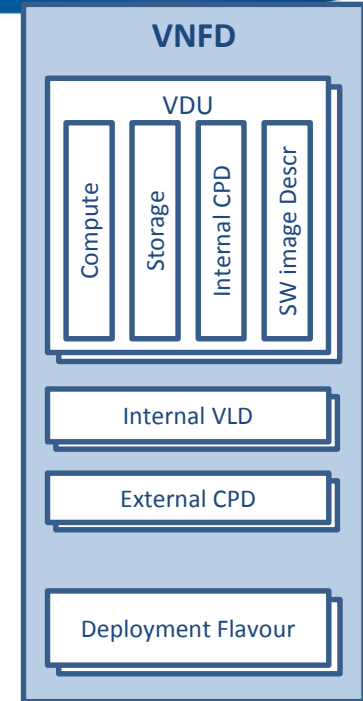 VNFD
VDU
Compute
Storage
Internal CPD
SW image Descr
Internal VLD
External CPD
Deployment Flavour